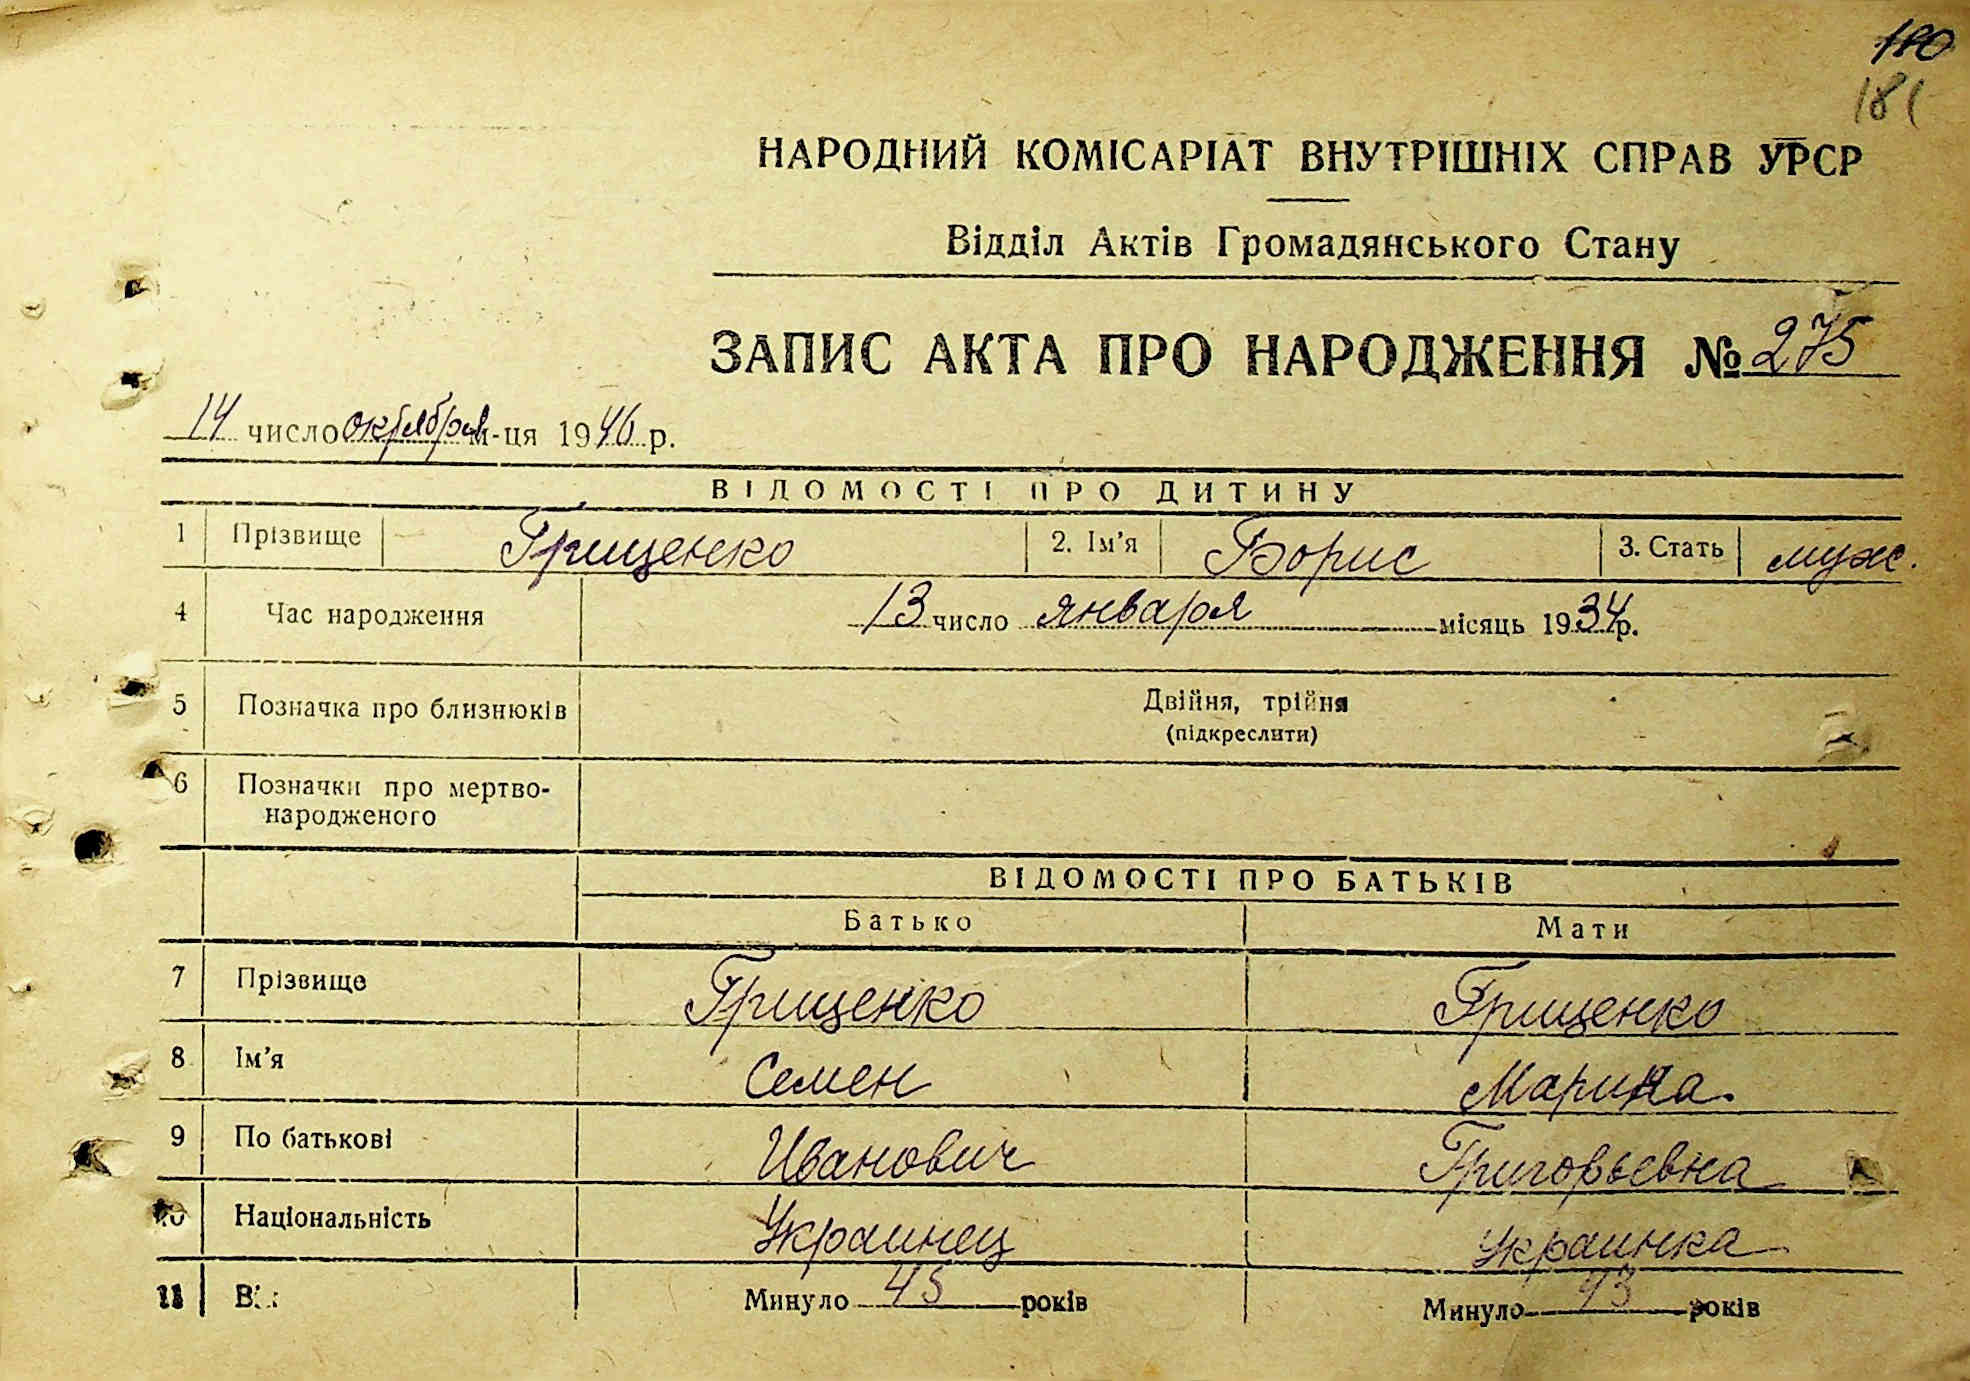 180
181
НАРОДНИЙ КОМІСАРІАТ ВНУТРІШНІХ СПРАВ УРСР
Відділ Актів Громадянського Стану
ЗАПИС АКТА ПРО НАРОДЖЕННЯ № 275
14 число октября м-ця 1946 р.
ВІДОМОСТІ ПРО ДИТИНУ
1 Прізвище Грищенко 2. Ім'я Борис 3. Стать муж.
4 Час народження 13 число января місяць 1934 р.
5 Позначка про близнюків Двійня, трійня
(підкреслити)
6 Позначки про мертво-
народженого
ВІДОМОСТІ ПРО БАТЬКІВ
Батько Мати
7 Прізвище Грищенко Грищенко
8 Ім'я Семен Марина.
9 По батькові Иванович Григорьевна
10 Національність Украинец Украинка
11 Минуло 45 років Минуло 43 років